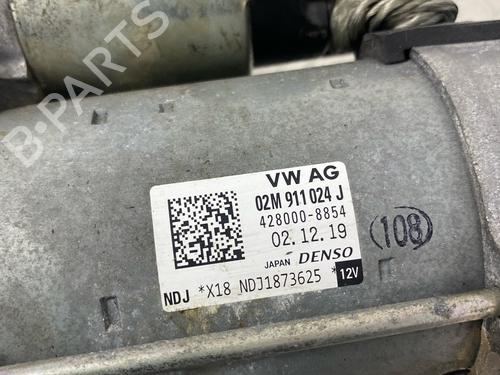 B-PARTS
VW AG
02M 911 024 J
428000-8854
02.12.19
JAPAN DENSO
NDJ *X18 NDJ1873625 * 12V
(108)